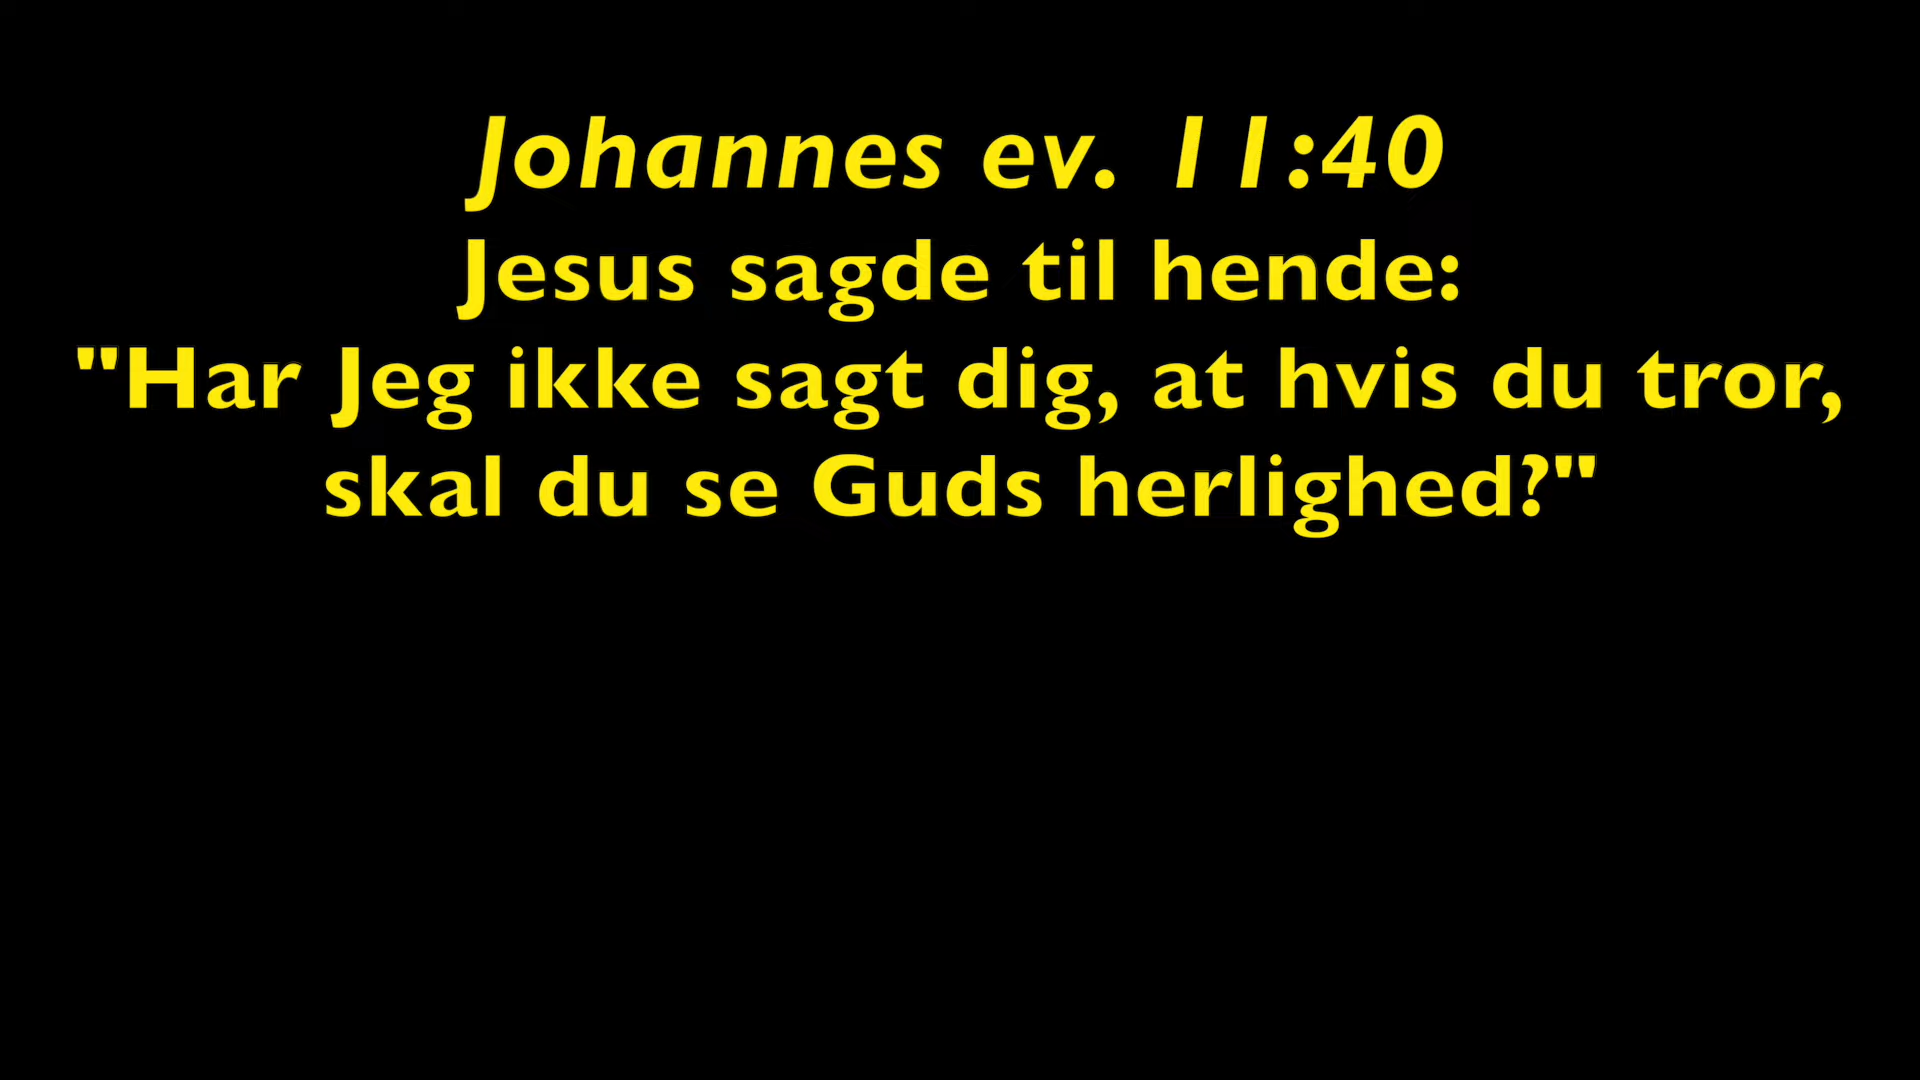 Johannes ev. 11:40
Jesus sagde til hende:
"Har Jeg ikke sagt dig, at hvis du tror,
skal du se Guds herlighed?"